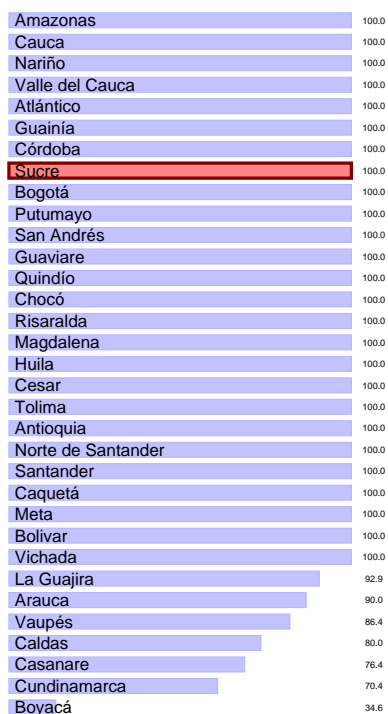 Amazonas 100.0
Cauca 100.0
Nariño 100.0
Valle del Cauca 100.0
Atlántico 100.0
Guainía 100.0
Córdoba 100.0
Sucre 100.0
Bogotá 100.0
Putumayo 100.0
San Andrés 100.0
Guaviare 100.0
Quindío 100.0
Chocó 100.0
Risaralda 100.0
Magdalena 100.0
Huila 100.0
Cesar 100.0
Tolima 100.0
Antioquia 100.0
Norte de Santander 100.0
Santander 100.0
Caquetá 100.0
Meta 100.0
Bolivar 100.0
Vichada 100.0
La Guajira 92.9
Arauca 90.0
Vaupés 86.4
Caldas 80.0
Casanare 76.4
Cundinamarca 70.4
Boyacá 34.6